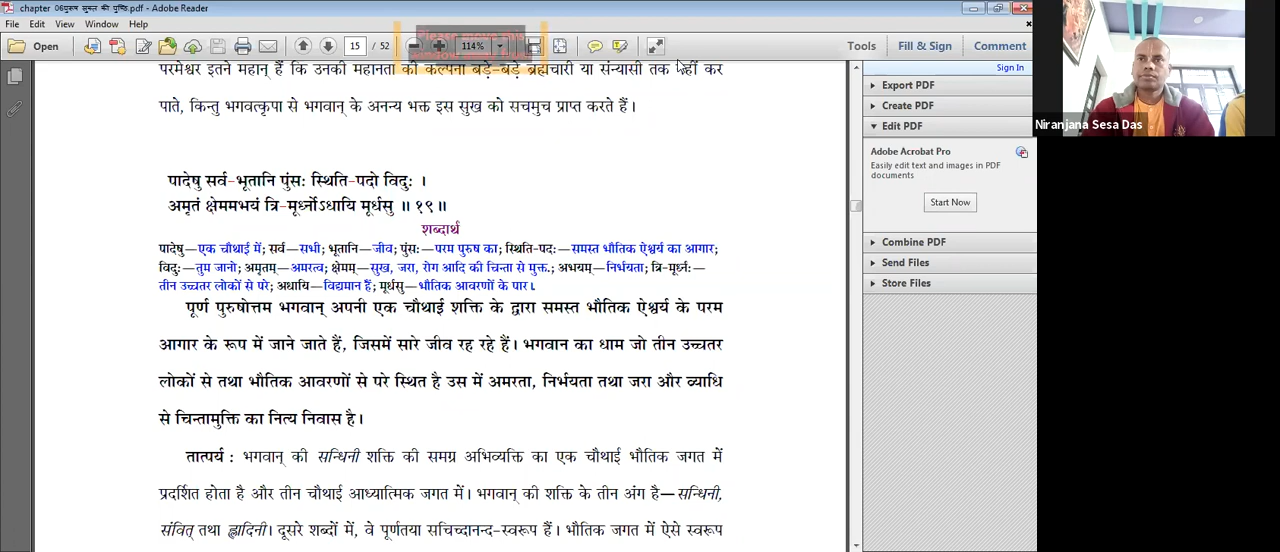 chapter 06पुरुष सूक्त की पुष्टि.pdf - Adobe Reader
File Edit View Window Help
Open 15 / 52 114% Tools Fill & Sign Comment
Sign In
Export PDF
Create PDF
Edit PDF
Adobe Acrobat Pro
Easily edit text and images in PDF
documents
Start Now
Combine PDF
Send Files
Store Files
Niranjana Sesa Das
परमेश्वर इतने महान् हैं कि उनकी महानता की कल्पना बड़े-बड़े ब्रह्मचारी या संन्यासी तक नहीं कर
पाते, किन्तु भगवत्कृपा से भगवान् के अनन्य भक्त इस सुख को सचमुच प्राप्त करते हैं।
पादेषु सर्व-भूतानि पुंसः स्थिति-पदो विदुः ।
अमृतं क्षेममभयं त्रि-मूर्ध्नोऽधायि मूर्धसु ॥ १९॥
शब्दार्थ
पादेषु—एक चौथाई में; सर्व—सभी; भूतानि—जीव; पुंसः—परम पुरुष का; स्थिति-पदः—समस्त भौतिक ऐश्वर्य का आगार;
विदुः—तुम जानो; अमृतम्—अमरत्व; क्षेमम्—सुख, जरा, रोग आदि की चिन्ता से मुक्त.; अभयम्—निर्भयता; त्रि-मूर्ध्नः—
तीन उच्चतर लोकों से परे; अधायि—विद्यमान हैं; मूर्धसु—भौतिक आवरणों के पार।
पूर्ण पुरुषोत्तम भगवान् अपनी एक चौथाई शक्ति के द्वारा समस्त भौतिक ऐश्वर्य के परम
आगार के रूप में जाने जाते हैं, जिसमें सारे जीव रह रहे हैं। भगवान का धाम जो तीन उच्चतर
लोकों से तथा भौतिक आवरणों से परे स्थित है उस में अमरता, निर्भयता तथा जरा और व्याधि
से चिन्तामुक्ति का नित्य निवास है।
तात्पर्य : भगवान् की सन्धिनी शक्ति की समग्र अभिव्यक्ति का एक चौथाई भौतिक जगत में
प्रदर्शित होता है और तीन चौथाई आध्यात्मिक जगत में। भगवान् की शक्ति के तीन अंग है—सन्धिनी,
संवित् तथा ह्लादिनी। दूसरे शब्दों में, वे पूर्णतया सच्चिदानन्द-स्वरूप हैं। भौतिक जगत में ऐसे स्वरूप